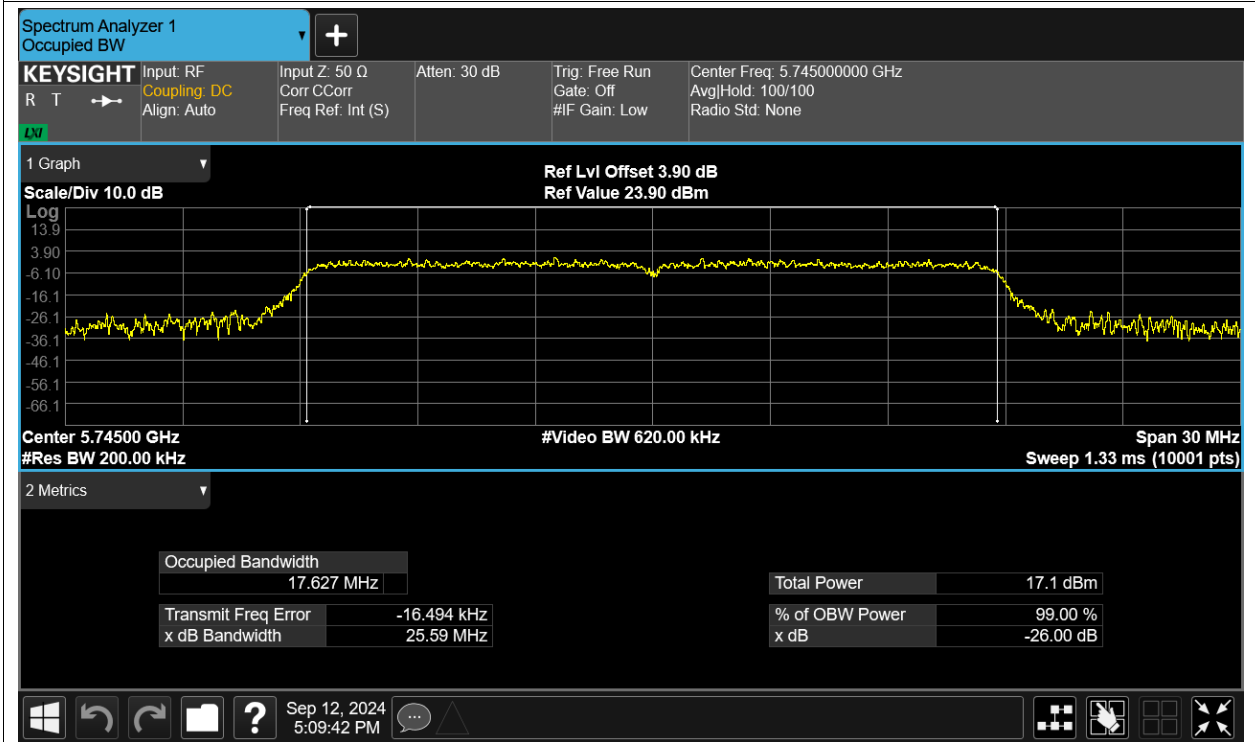 Spectrum Analyzer 1
Occupied BW
KEYSIGHT
R T
LXI
Input: RF
Coupling: DC
Align: Auto
Input Z: 50 Ω
Corr CCorr
Freq Ref: Int (S)
Atten: 30 dB
Trig: Free Run
Gate: Off
#IF Gain: Low
Center Freq: 5.745000000 GHz
Avg|Hold: 100/100
Radio Std: None
1 Graph
Scale/Div 10.0 dB
Ref Lvl Offset 3.90 dB
Ref Value 23.90 dBm
Log
13.9
3.90
-6.10
-16.1
-26.1
-36.1
-46.1
-56.1
-66.1
Center 5.74500 GHz
#Res BW 200.00 kHz
#Video BW 620.00 kHz
Span 30 MHz
Sweep 1.33 ms (10001 pts)
2 Metrics
Occupied Bandwidth
17.627 MHz
Transmit Freq Error -16.494 kHz
x dB Bandwidth 25.59 MHz
Total Power 17.1 dBm
% of OBW Power 99.00 %
x dB -26.00 dB
?
Sep 12, 2024
5:09:42 PM